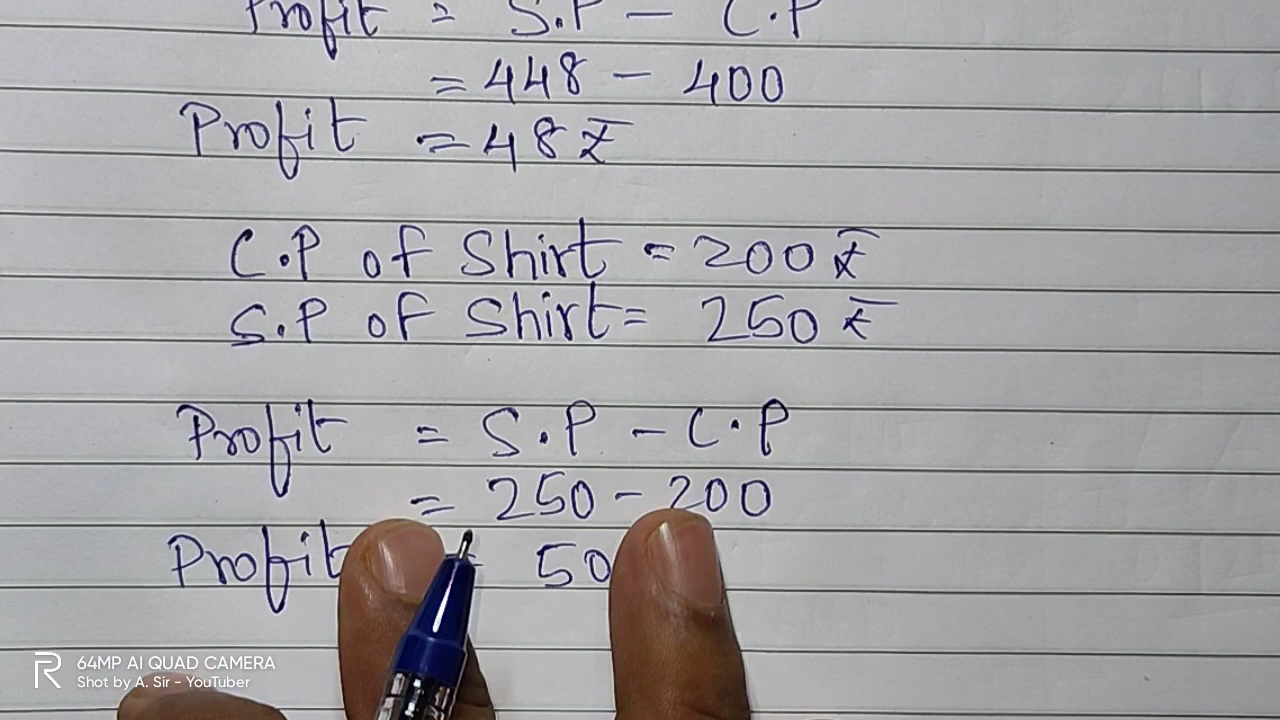 Profit = S.P - C.P
= 448 - 400
Profit = 48₹
C.P of Shirt = 200₹
S.P of Shirt = 250₹
Profit = S.P - C.P
= 250 - 200
Profit = 50
R 64MP AI QUAD CAMERA
Shot by A. Sir - YouTuber